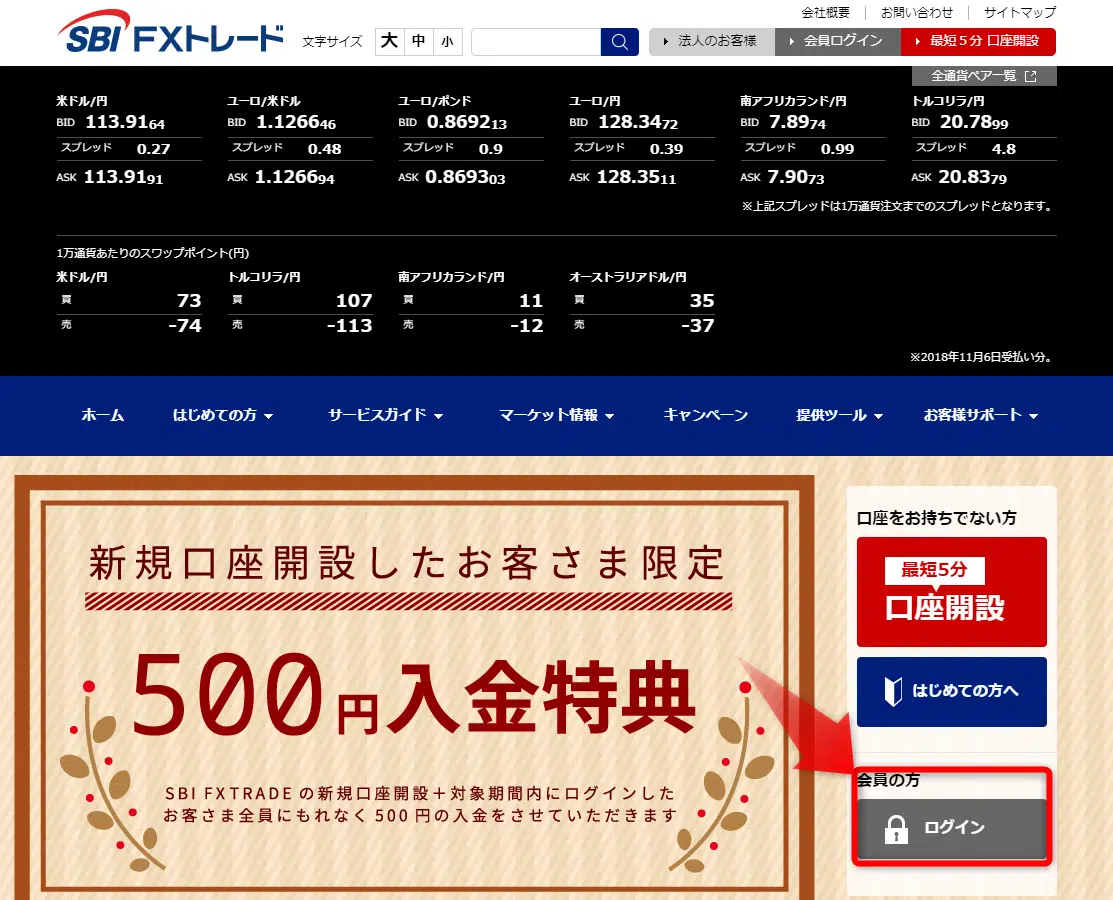 会社概要 お問い合わせ サイトマップ
SBI FXトレード 文字サイズ 大 中 小 法人のお客様 会員ログイン 最短5分 口座開設
全通貨ペア一覧
米ドル/円 ユーロ/米ドル ユーロ/ポンド ユーロ/円 南アフリカランド/円 トルコリラ/円
BID 113.9164 BID 1.126646 BID 0.869213 BID 128.3472 BID 7.8974 BID 20.7899
スプレッド 0.27 スプレッド 0.48 スプレッド 0.9 スプレッド 0.39 スプレッド 0.99 スプレッド 4.8
ASK 113.9191 ASK 1.126694 ASK 0.869303 ASK 128.3511 ASK 7.9073 ASK 20.8379
※上記スプレッドは1万通貨注文までのスプレッドとなります。
1万通貨あたりのスワップポイント(円)
米ドル/円 トルコリラ/円 南アフリカランド/円 オーストラリアドル/円
買 73 買 107 買 11 買 35
売 -74 売 -113 売 -12 売 -37
※2018年11月6日受払い分。
ホーム はじめての方 サービスガイド マーケット情報 キャンペーン 提供ツール お客様サポート
新規口座開設したお客さま限定
500円入金特典
SBI FXTRADEの新規口座開設＋対象期間内にログインした
お客さま全員にもれなく500円の入金をさせていただきます
口座をお持ちでない方
最短5分
口座開設
はじめての方へ
会員の方
ログイン